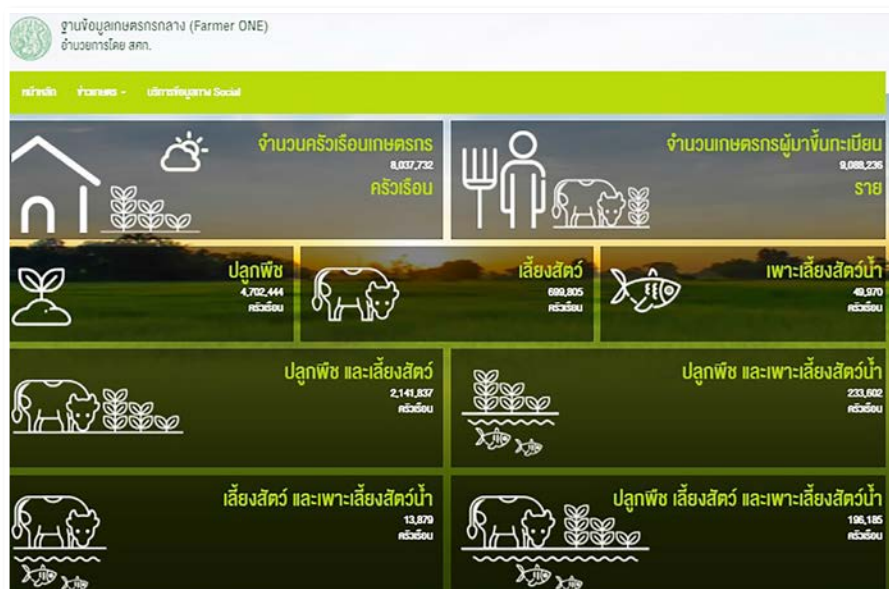 ฐานข้อมูลเกษตรกรกลาง (Farmer ONE)
อำนวยการโดย สศก.
หน้าหลัก ข่าวเกษตร บริการข้อมูลทาง Social
จำนวนครัวเรือนเกษตรกร
8,037,732
ครัวเรือน
จำนวนเกษตรกรผู้มาขึ้นทะเบียน
9,088,236
ราย
ปลูกพืช
4,702,444
ครัวเรือน
เลี้ยงสัตว์
699,805
ครัวเรือน
เพาะเลี้ยงสัตว์น้ำ
49,970
ครัวเรือน
ปลูกพืช และเลี้ยงสัตว์
2,141,837
ครัวเรือน
ปลูกพืช และเพาะเลี้ยงสัตว์น้ำ
233,602
ครัวเรือน
เลี้ยงสัตว์ และเพาะเลี้ยงสัตว์น้ำ
13,879
ครัวเรือน
ปลูกพืช เลี้ยงสัตว์ และเพาะเลี้ยงสัตว์น้ำ
196,185
ครัวเรือน